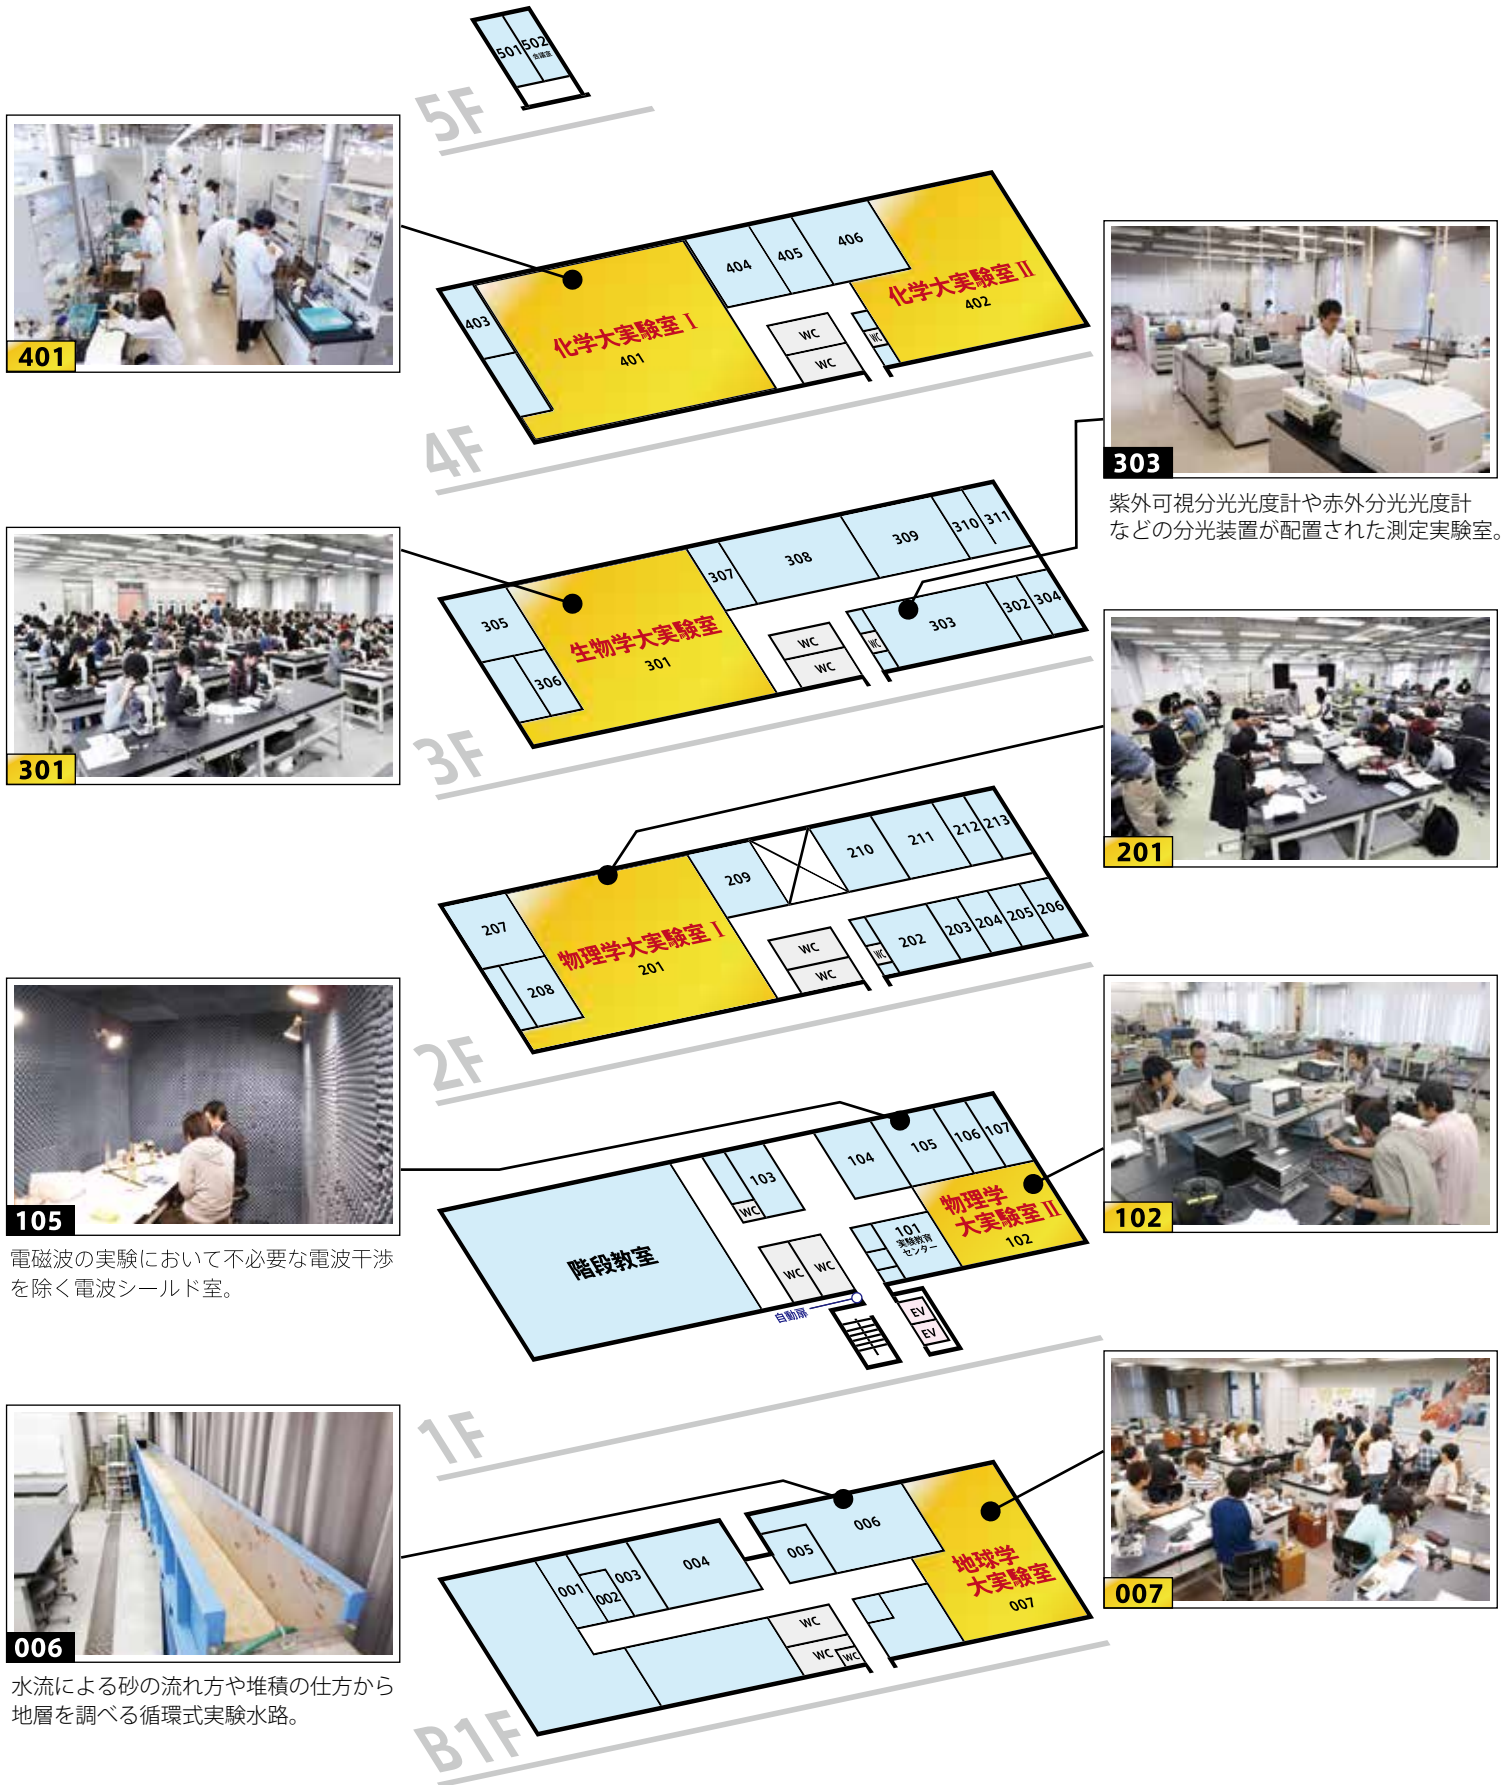 501
502
会議室
5F
401
403
化学大実験室 I
401
404
405
406
化学大実験室 II
402
WC
WC
WC
4F
303
紫外可視分光光度計や赤外分光光度計
などの分光装置が配置された測定実験室。
301
305
306
生物学大実験室
301
307
308
309
310
311
303
302
304
WC
WC
WC
3F
201
207
208
物理学大実験室 I
201
209
210
211
212
213
202
203
204
205
206
WC
WC
WC
2F
105
電磁波の実験において不必要な電波干渉
を除く電波シールド室。
102
階段教室
103
WC
104
105
106
107
物理学
大実験室 II
102
101
実験教育
センター
WC
WC
自動扉
EV
EV
1F
006
水流による砂の流れ方や堆積の仕方から
地層を調べる循環式実験水路。
007
001
002
003
004
005
006
地球学
大実験室
007
WC
WC
WC
B1F